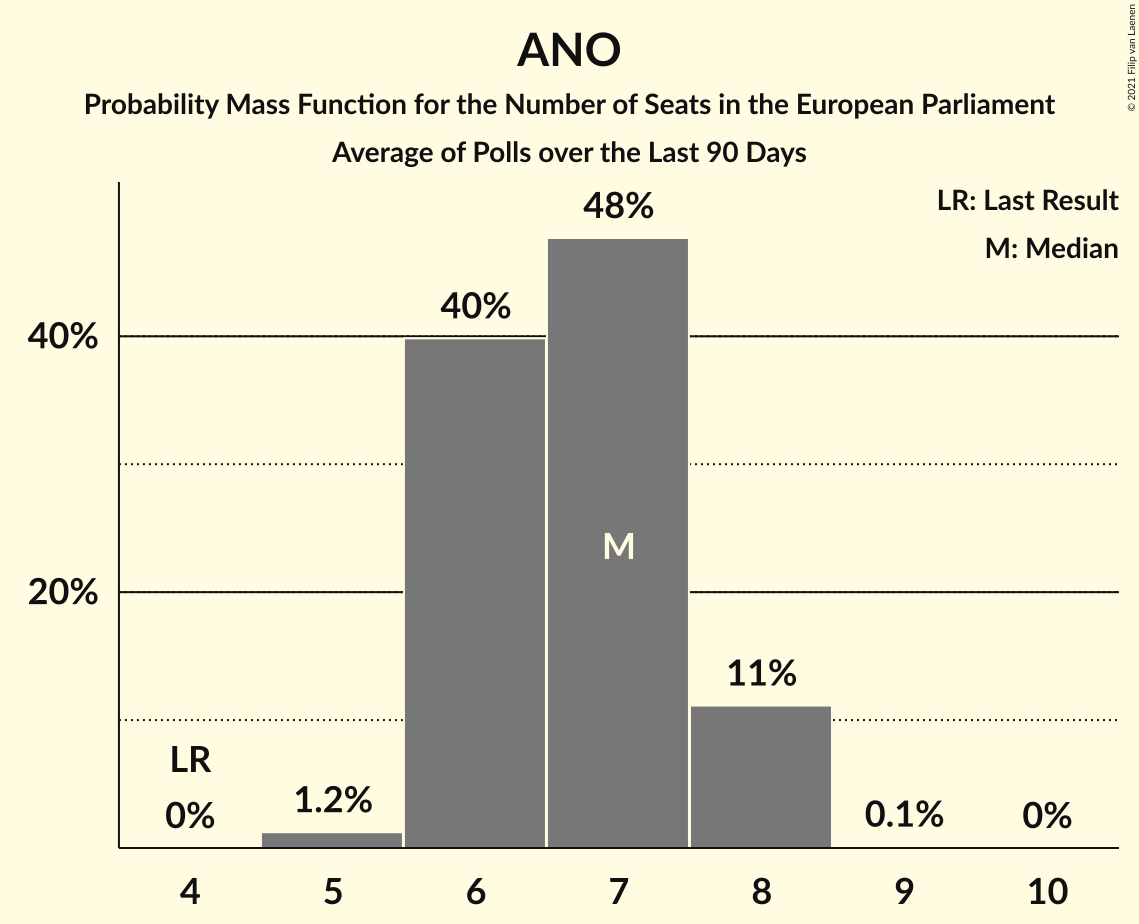 ANO
Probability Mass Function for the Number of Seats in the European Parliament
Average of Polls over the Last 90 Days
© 2021 Filip van Laenen
LR: Last Result
M: Median
48%
40%
40%
M
20%
11%
LR
0%
1.2%
0.1%
0%
4 5 6 7 8 9 10